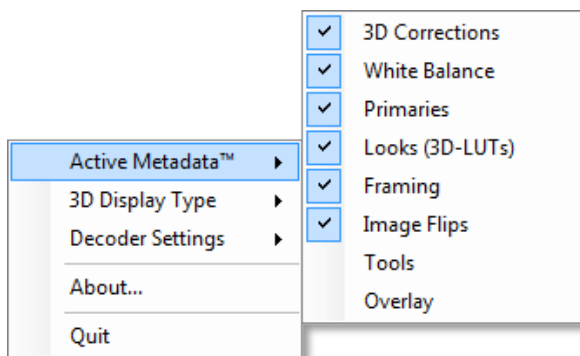 Active Metadata™
3D Display Type
Decoder Settings
About...
Quit
3D Corrections
White Balance
Primaries
Looks (3D-LUTs)
Framing
Image Flips
Tools
Overlay